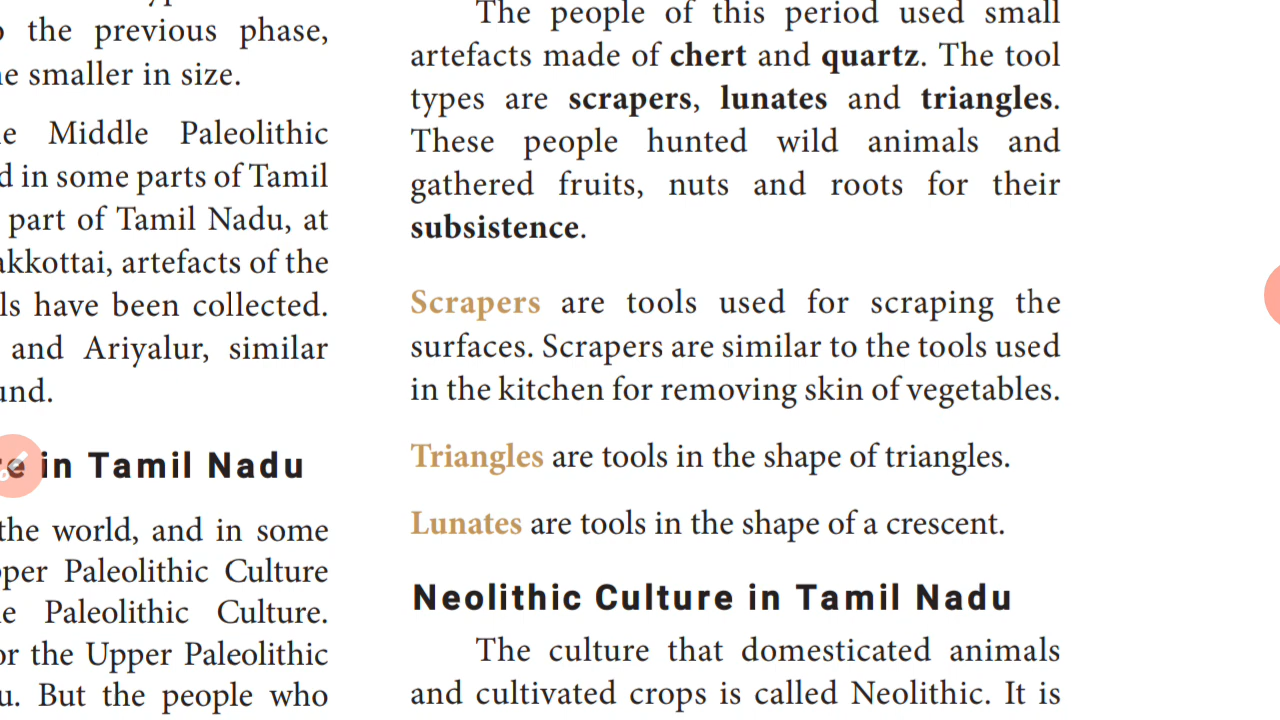 the previous phase,
smaller in size.
Middle Paleolithic
in some parts of Tamil
part of Tamil Nadu, at
artefacts of the
have been collected.
and Ariyalur, similar
in Tamil Nadu
the world, and in some
Paleolithic Culture
Paleolithic Culture.
the Upper Paleolithic
But the people who
The people of this period used small
artefacts made of chert and quartz. The tool
types are scrapers, lunates and triangles.
These people hunted wild animals and
gathered fruits, nuts and roots for their
subsistence.
Scrapers are tools used for scraping the
surfaces. Scrapers are similar to the tools used
in the kitchen for removing skin of vegetables.
Triangles are tools in the shape of triangles.
Lunates are tools in the shape of a crescent.
Neolithic Culture in Tamil Nadu
The culture that domesticated animals
and cultivated crops is called Neolithic. It is